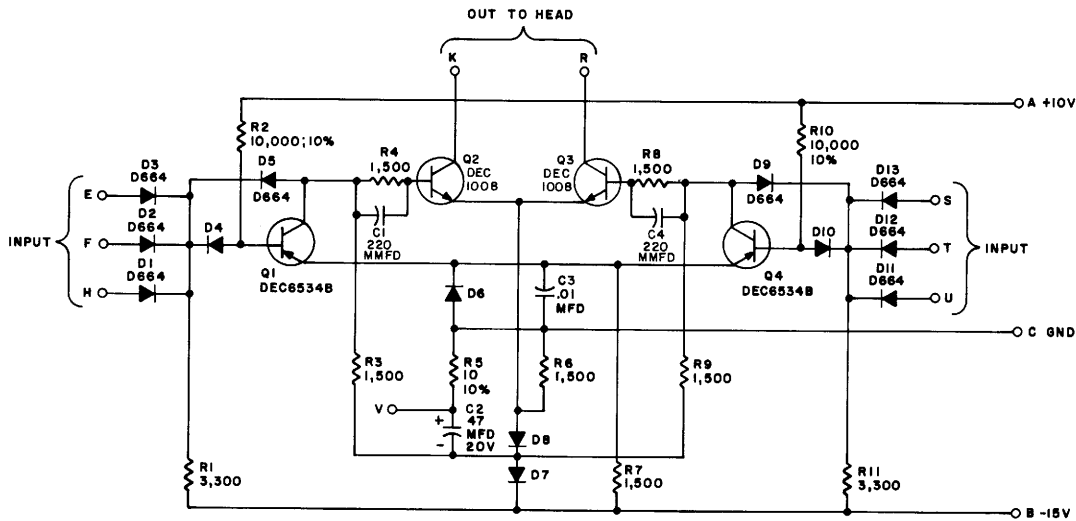 OUT TO HEAD
K
R
A +10V
R2
10,000; 10%
R10
10,000
10%
D3
D664
D5
D664
R4
1,500
Q2
DEC
1008
Q3
DEC
1008
R8
1,500
D9
D664
D13
D664
E
S
D2
D664
D4
C1
220
MMFD
C4
220
MMFD
D10
D12
D664
INPUT
F
T
INPUT
D1
D664
Q1
DEC6534B
Q4
DEC6534B
D11
D664
H
U
D6
C3
.01
MFD
C GND
R3
1,500
R5
10
10%
R6
1,500
R9
1,500
V
+
C2
47
MFD
20V
-
D8
R1
3,300
D7
R7
1,500
R11
3,300
B -15V